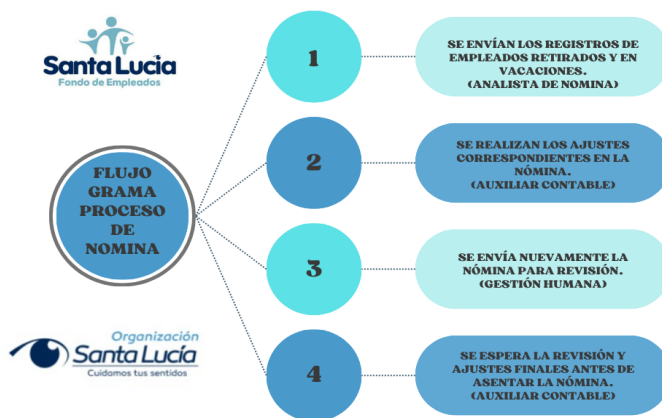 Santa Lucia
Fondo de Empleados
FLUJO
GRAMA
PROCESO
DE
NOMINA
Organización
Santa Lucía
Cuidamos tus sentidos
1
SE ENVÍAN LOS REGISTROS DE
EMPLEADOS RETIRADOS Y EN
VACACIONES.
(ANALISTA DE NOMINA)
2
SE REALIZAN LOS AJUSTES
CORRESPONDIENTES EN LA
NÓMINA.
(AUXILIAR CONTABLE)
3
SE ENVÍA NUEVAMENTE LA
NÓMINA PARA REVISIÓN.
(GESTIÓN HUMANA)
4
SE ESPERA LA REVISIÓN Y
AJUSTES FINALES ANTES DE
ASENTAR LA NÓMINA.
(AUXILIAR CONTABLE)